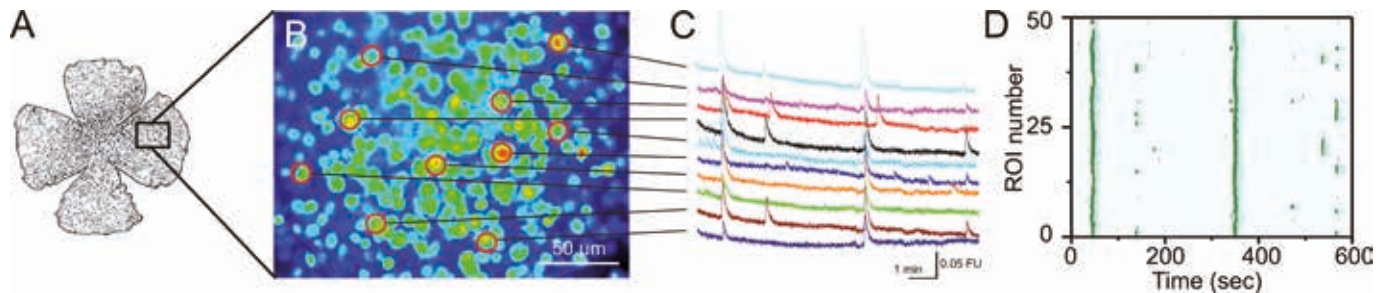 A
B
50 µm
C
1 min
0.05 FU
D
ROI number
50
25
0
0
200
400
600
Time (sec)